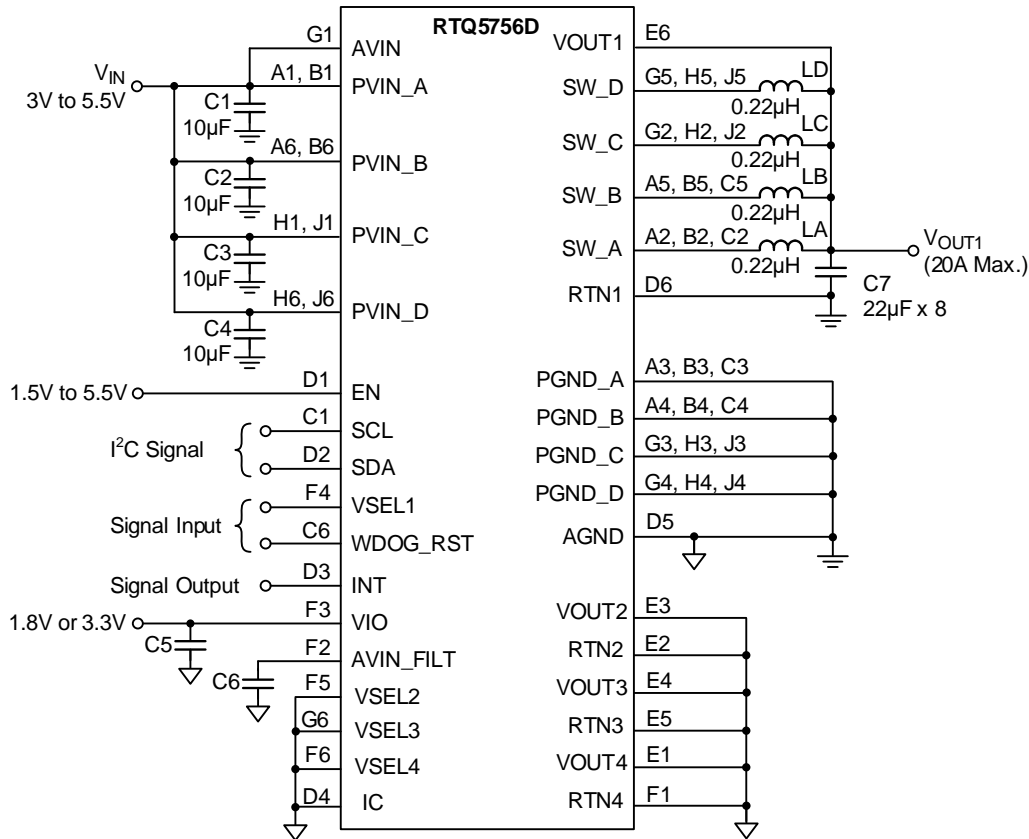 RTQ5756D
G1
AVIN
VIN
3V to 5.5V
A1, B1
PVIN_A
C1
10µF
A6, B6
PVIN_B
C2
10µF
H1, J1
PVIN_C
C3
10µF
H6, J6
PVIN_D
C4
10µF
1.5V to 5.5V
D1
EN
I²C Signal
C1
SCL
D2
SDA
Signal Input
F4
VSEL1
C6
WDOG_RST
Signal Output
D3
INT
1.8V or 3.3V
F3
VIO
C5
F2
AVIN_FILT
C6
F5
VSEL2
G6
VSEL3
F6
VSEL4
D4
IC
VOUT1
E6
SW_D
G5, H5, J5
LD
0.22µH
SW_C
G2, H2, J2
LC
0.22µH
SW_B
A5, B5, C5
LB
0.22µH
SW_A
A2, B2, C2
LA
0.22µH
VOUT1
(20A Max.)
RTN1
D6
C7
22µF x 8
PGND_A
A3, B3, C3
PGND_B
A4, B4, C4
PGND_C
G3, H3, J3
PGND_D
G4, H4, J4
AGND
D5
VOUT2
E3
RTN2
E2
VOUT3
E4
RTN3
E5
VOUT4
E1
RTN4
F1